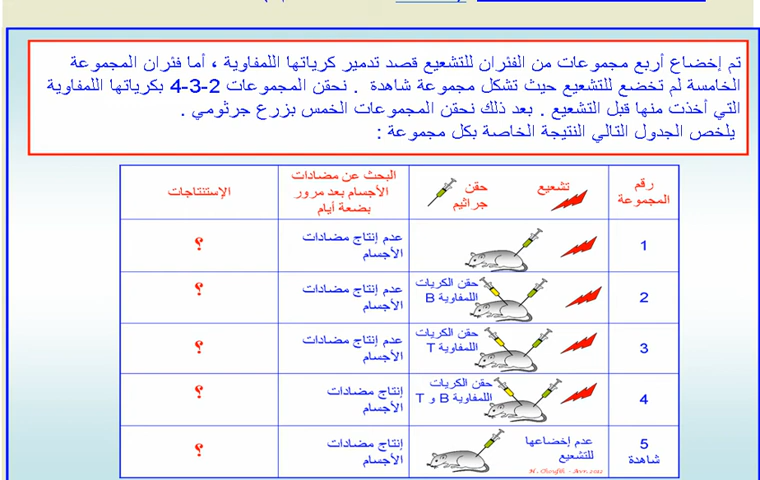 تم إخضاع أربع مجموعات من الفئران للتشعيع قصد تدمير كرياتها اللمفاوية ، أما فئران المجموعة
الخامسة لم تخضع للتشعيع حيث تشكل مجموعة شاهدة . نحقن المجموعات 2-3-4 بكرياتها اللمفاوية
التي أخذت منها قبل التشعيع . بعد ذلك نحقن المجموعات الخمس بزرع جرثومي .
يلخص الجدول التالي النتيجة الخاصة بكل مجموعة :
رقم المجموعة
تشعيع
حقن جراثيم
البحث عن مضادات
الأجسام بعد مرور
بضعة أيام
الإستنتاجات
1
عدم إنتاج مضادات
الأجسام
؟
2
حقن الكريات
اللمفاوية B
عدم إنتاج مضادات
الأجسام
؟
3
حقن الكريات
اللمفاوية T
عدم إنتاج مضادات
الأجسام
؟
4
حقن الكريات
اللمفاوية B و T
إنتاج مضادات
الأجسام
؟
5
شاهدة
عدم إخضاعها
للتشعيع
إنتاج مضادات
الأجسام
؟